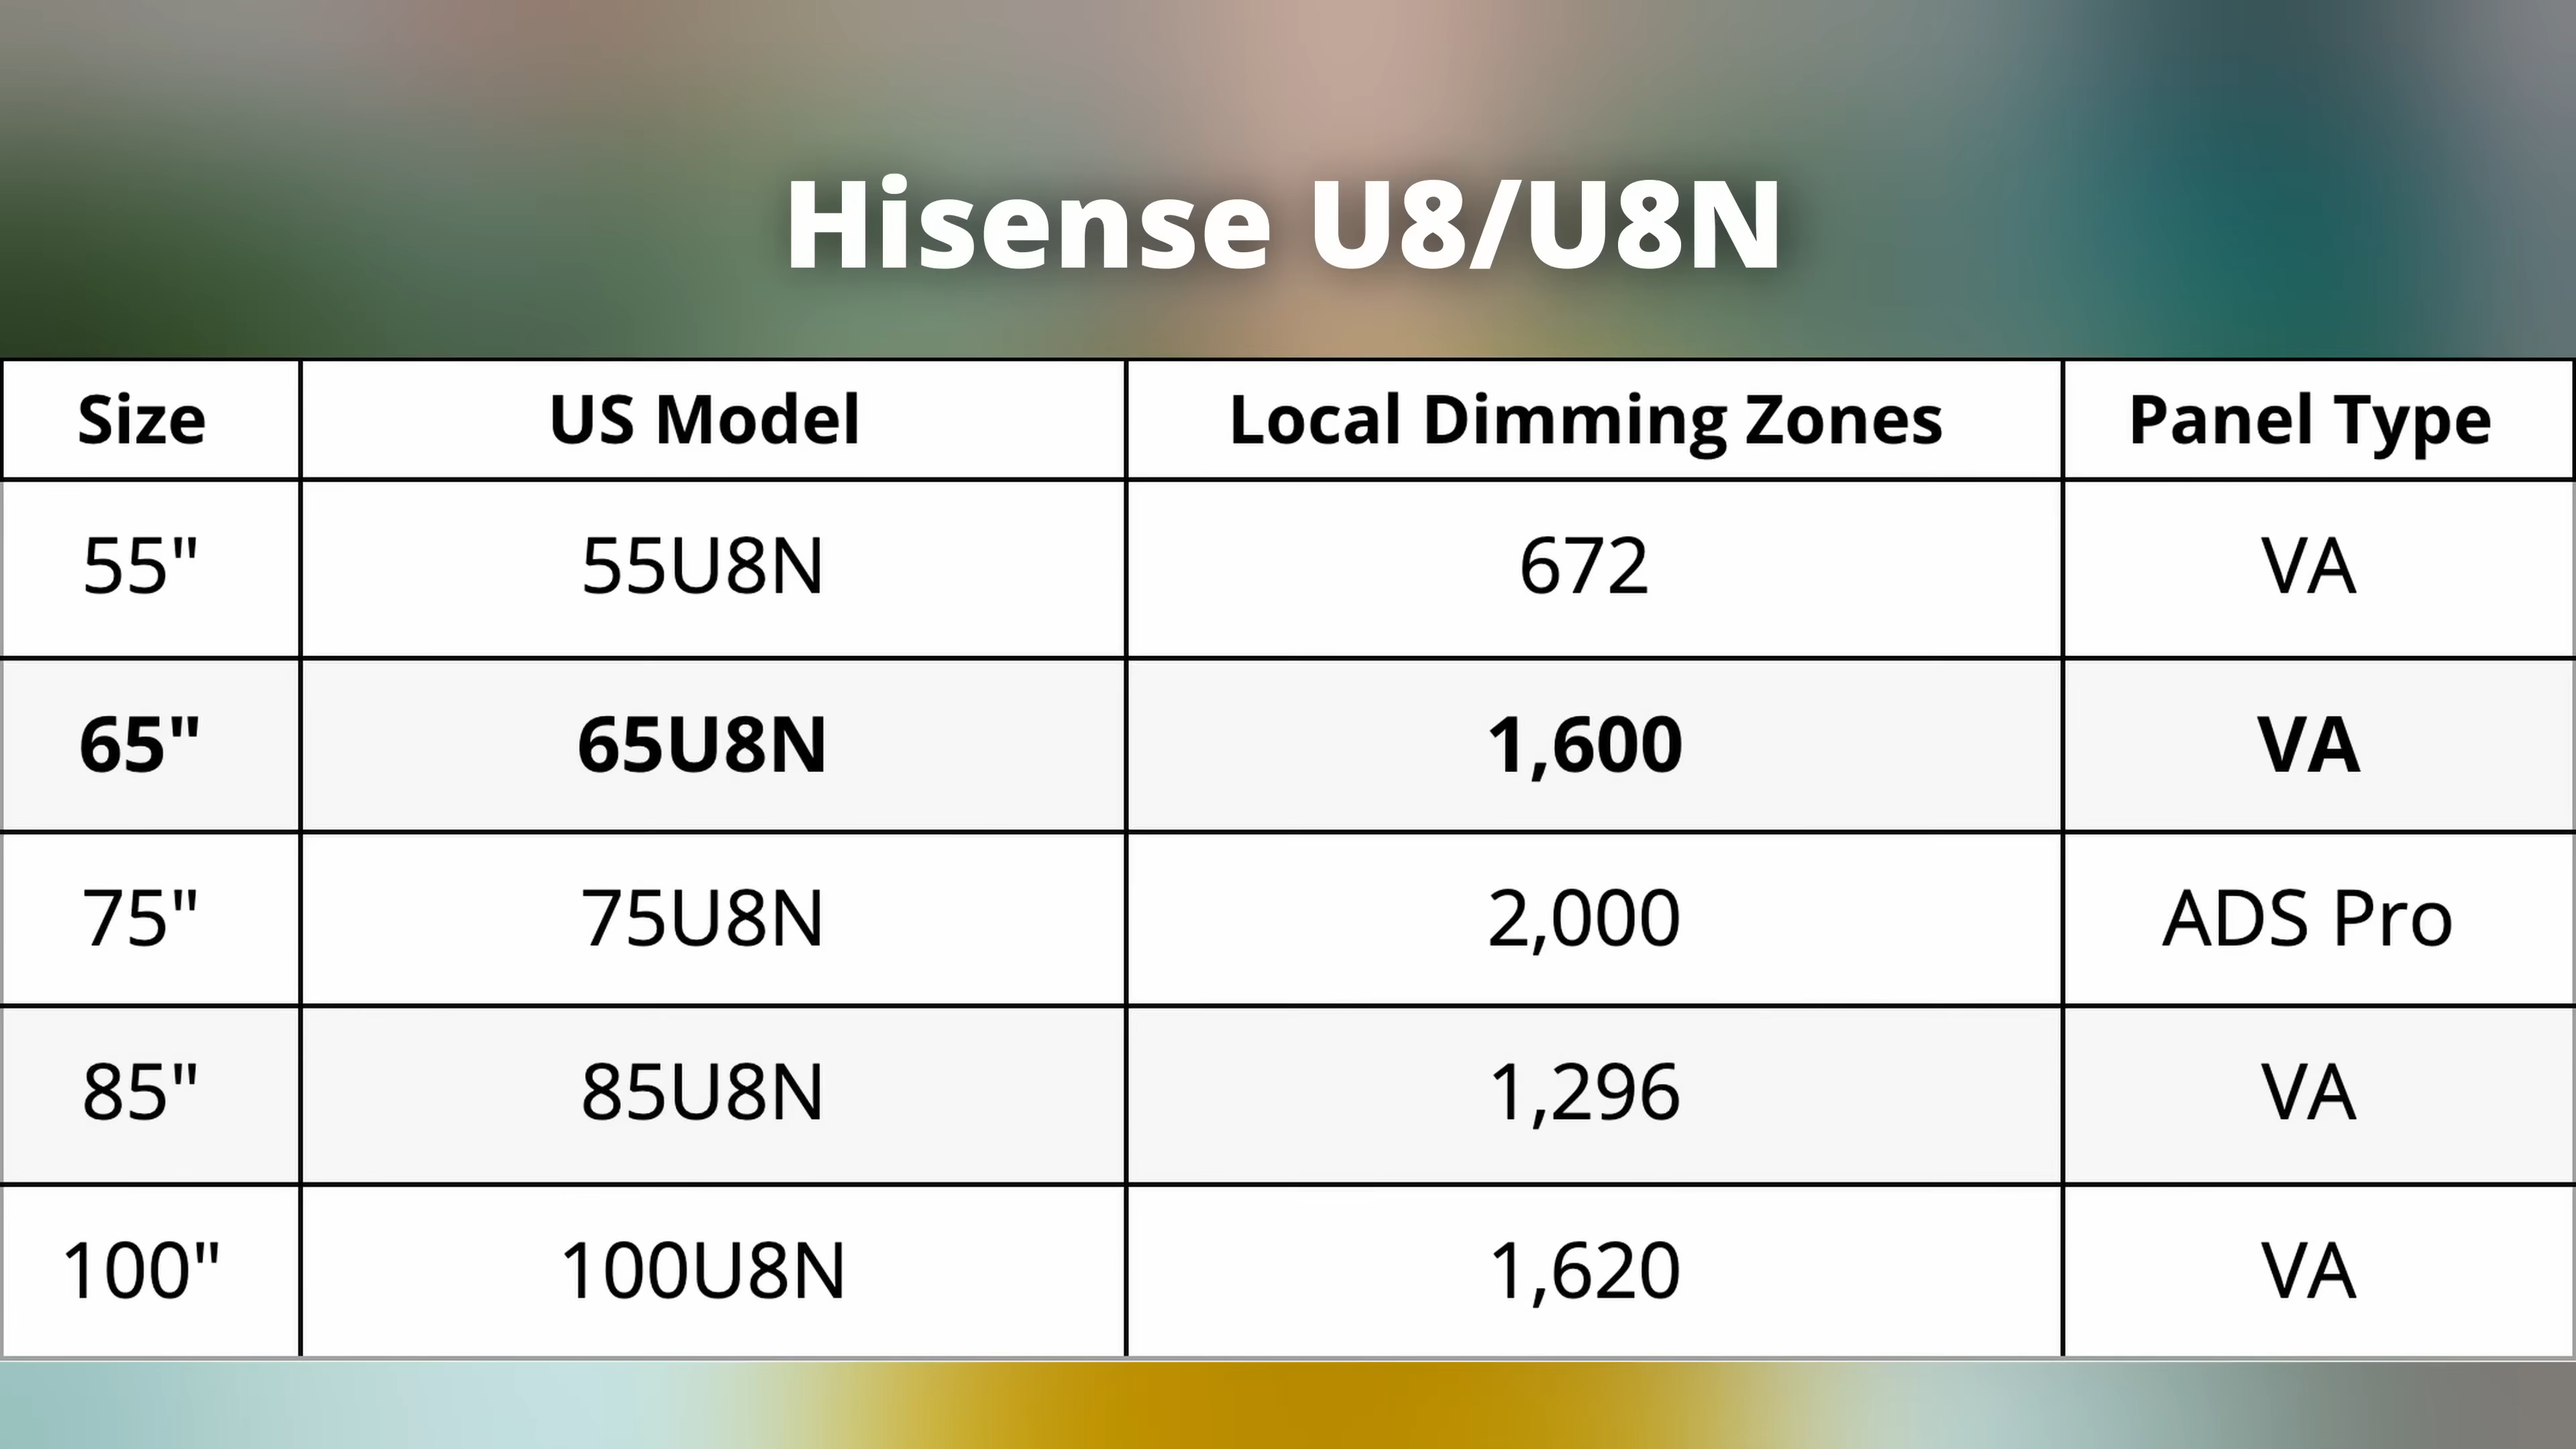 Hisense U8/U8N
Size US Model Local Dimming Zones Panel Type
55" 55U8N 672 VA
65" 65U8N 1,600 VA
75" 75U8N 2,000 ADS Pro
85" 85U8N 1,296 VA
100" 100U8N 1,620 VA